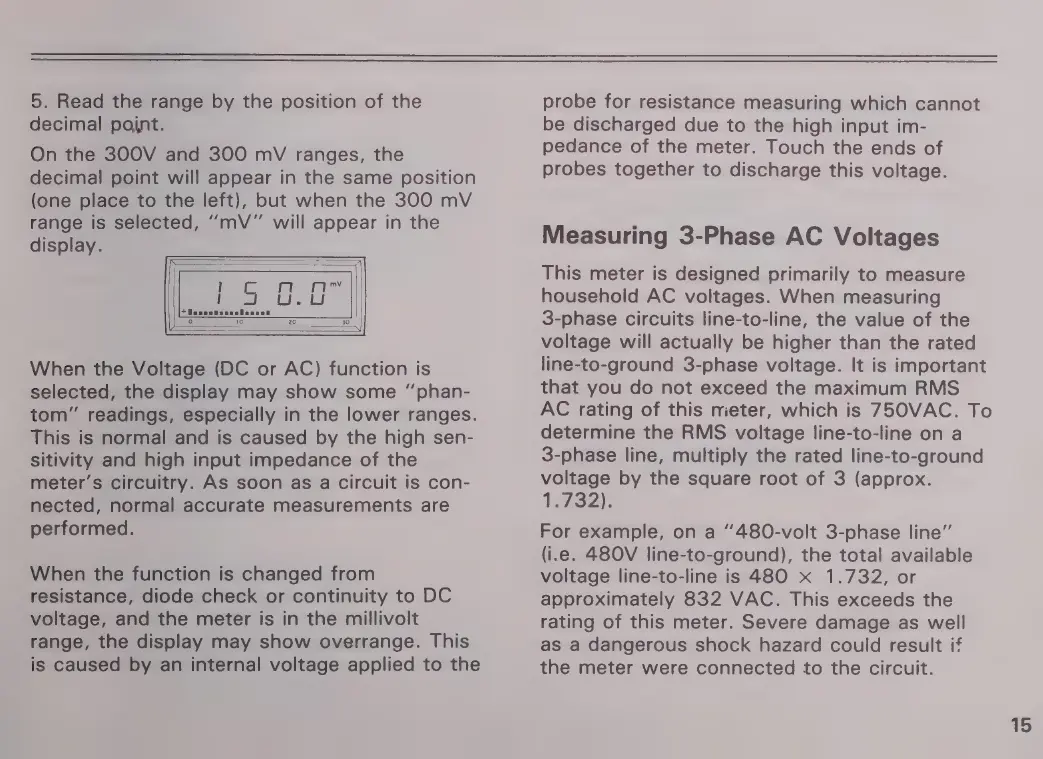 5. Read the range by the position of the
decimal point.
On the 300V and 300 mV ranges, the
decimal point will appear in the same position
(one place to the left), but when the 300 mV
range is selected, "mV" will appear in the
display.
150.0 mV
+
0 10 20 30
When the Voltage (DC or AC) function is
selected, the display may show some "phan-
tom" readings, especially in the lower ranges.
This is normal and is caused by the high sen-
sitivity and high input impedance of the
meter's circuitry. As soon as a circuit is con-
nected, normal accurate measurements are
performed.
When the function is changed from
resistance, diode check or continuity to DC
voltage, and the meter is in the millivolt
range, the display may show overrange. This
is caused by an internal voltage applied to the
probe for resistance measuring which cannot
be discharged due to the high input im-
pedance of the meter. Touch the ends of
probes together to discharge this voltage.
Measuring 3-Phase AC Voltages
This meter is designed primarily to measure
household AC voltages. When measuring
3-phase circuits line-to-line, the value of the
voltage will actually be higher than the rated
line-to-ground 3-phase voltage. It is important
that you do not exceed the maximum RMS
AC rating of this meter, which is 750VAC. To
determine the RMS voltage line-to-line on a
3-phase line, multiply the rated line-to-ground
voltage by the square root of 3 (approx.
1.732).
For example, on a "480-volt 3-phase line"
(i.e. 480V line-to-ground), the total available
voltage line-to-line is 480 x 1.732, or
approximately 832 VAC. This exceeds the
rating of this meter. Severe damage as well
as a dangerous shock hazard could result if
the meter were connected to the circuit.
15